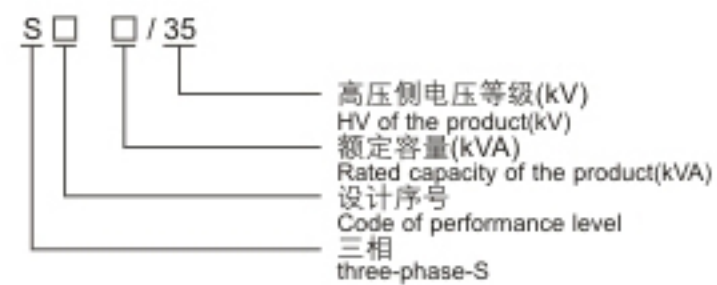 S□ □/35
高压侧电压等级(kV)
HV of the product(kV)
额定容量(kVA)
Rated capacity of the product(kVA)
设计序号
Code of performance level
三相
three-phase-S